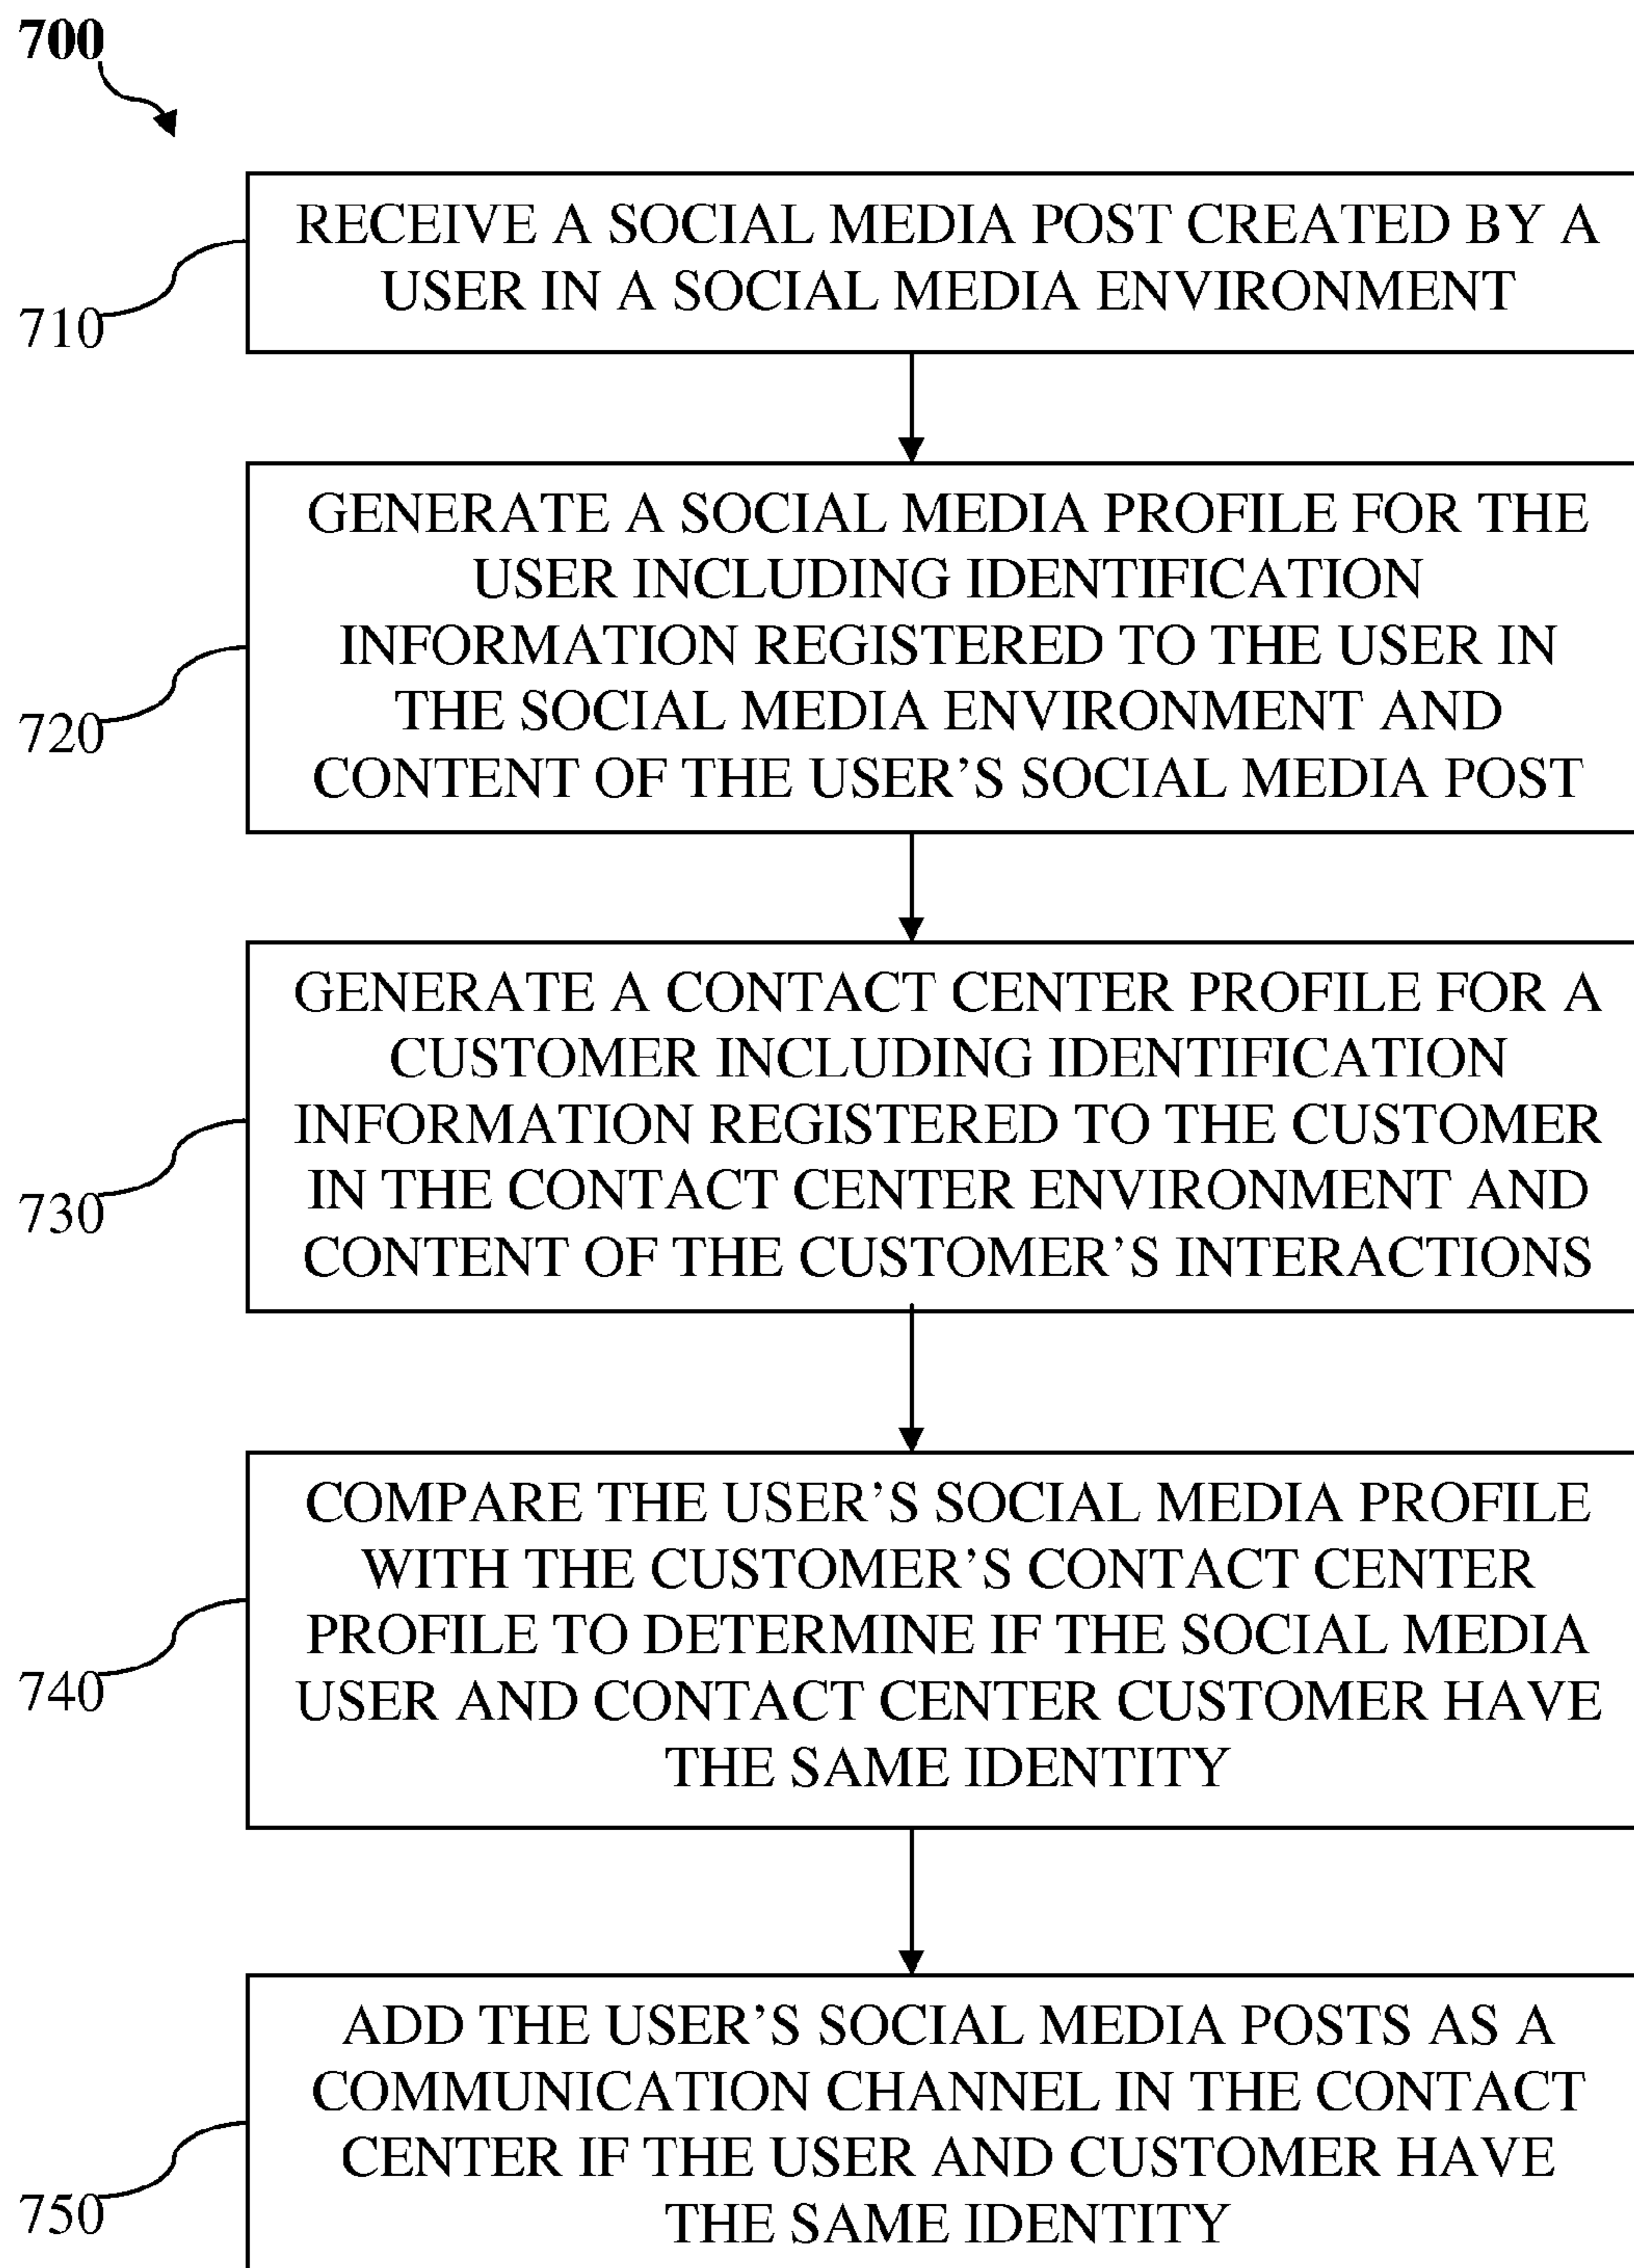 700
710
RECEIVE A SOCIAL MEDIA POST CREATED BY A
USER IN A SOCIAL MEDIA ENVIRONMENT
720
GENERATE A SOCIAL MEDIA PROFILE FOR THE
USER INCLUDING IDENTIFICATION
INFORMATION REGISTERED TO THE USER IN
THE SOCIAL MEDIA ENVIRONMENT AND
CONTENT OF THE USER’S SOCIAL MEDIA POST
730
GENERATE A CONTACT CENTER PROFILE FOR A
CUSTOMER INCLUDING IDENTIFICATION
INFORMATION REGISTERED TO THE CUSTOMER
IN THE CONTACT CENTER ENVIRONMENT AND
CONTENT OF THE CUSTOMER’S INTERACTIONS
740
COMPARE THE USER’S SOCIAL MEDIA PROFILE
WITH THE CUSTOMER’S CONTACT CENTER
PROFILE TO DETERMINE IF THE SOCIAL MEDIA
USER AND CONTACT CENTER CUSTOMER HAVE
THE SAME IDENTITY
750
ADD THE USER’S SOCIAL MEDIA POSTS AS A
COMMUNICATION CHANNEL IN THE CONTACT
CENTER IF THE USER AND CUSTOMER HAVE
THE SAME IDENTITY